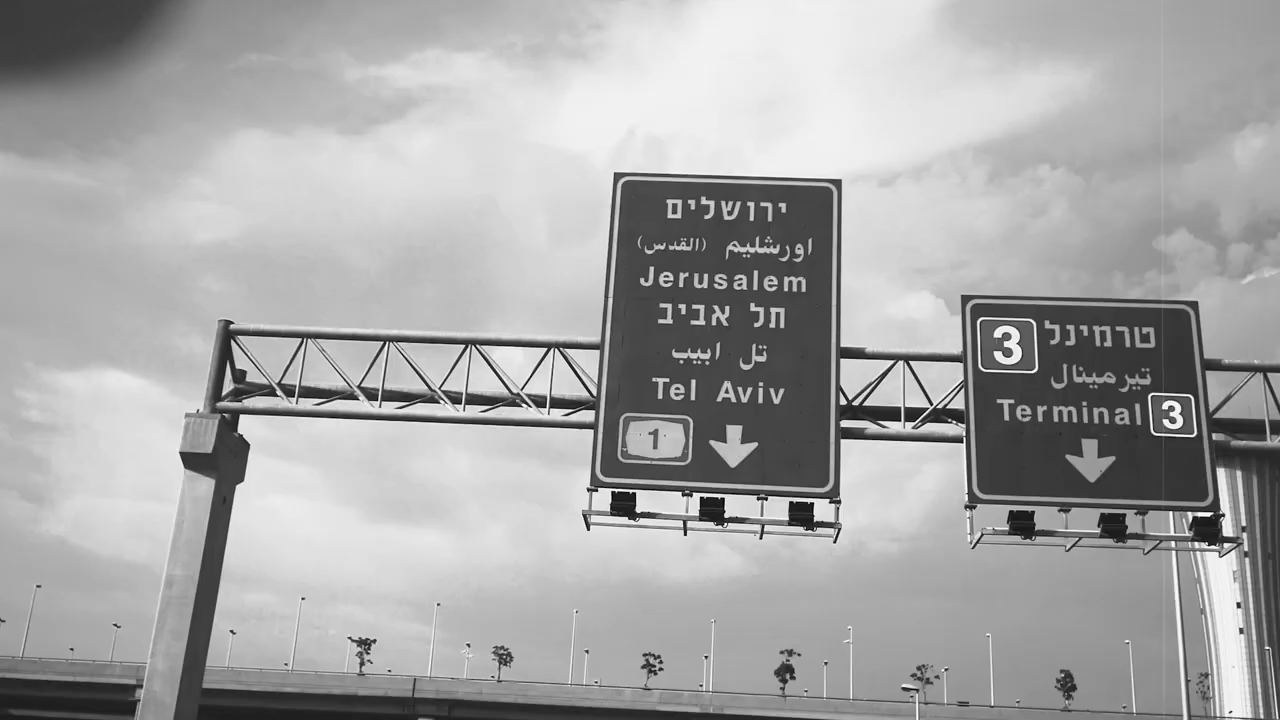 ירושלים
اورشليم (القدس)
Jerusalem
תל אביב
تل ابيب
Tel Aviv
1
3 טרמינל
تيرمينال
Terminal 3